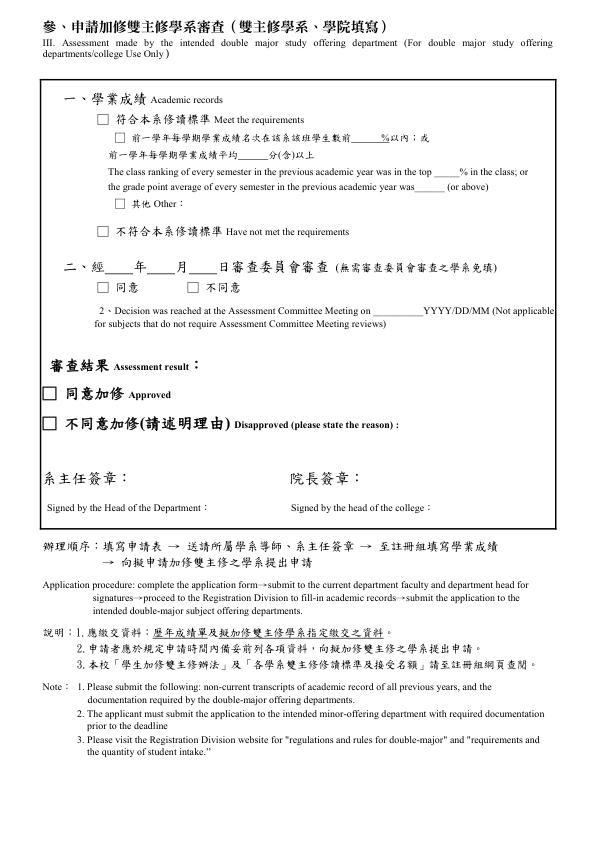 參、申請加修雙主修學系審查（雙主修學系、學院填寫）
III. Assessment made by the intended double major study offering department (For double major study offering
departments/college Use Only )
一、學業成績 Academic records
□ 符合本系修讀標準 Meet the requirements
□ 前一學年每學期學業成績名次在該系該班學生數前______%以內；或
前一學年每學期學業成績平均______分(含)以上
The class ranking of every semester in the previous academic year was in the top _____% in the class; or
the grade point average of every semester in the previous academic year was______ (or above)
□ 其他 Other：
□ 不符合本系修讀標準 Have not met the requirements
二、經____年____月____日審查委員會審查 (無需審查委員會審查之學系免填)
□ 同意 □ 不同意
2、Decision was reached at the Assessment Committee Meeting on __________YYYY/DD/MM (Not applicable
for subjects that do not require Assessment Committee Meeting reviews)
審查結果 Assessment result：
□ 同意加修 Approved
□ 不同意加修(請述明理由) Disapproved (please state the reason) :
系主任簽章： 院長簽章：
Signed by the Head of the Department： Signed by the head of the college：
辦理順序：填寫申請表 → 送請所屬學系導師、系主任簽章 → 至註冊組填寫學業成績
→ 向擬申請加修雙主修之學系提出申請
Application procedure: complete the application form→submit to the current department faculty and department head for
signatures→proceed to the Registration Division to fill-in academic records→submit the application to the
intended double-major subject offering departments.
說明：1. 應繳交資料：歷年成績單及擬加修雙主修學系指定繳交之資料。
2. 申請者應於規定申請時間內備妥前列各項資料，向擬加修雙主修之學系提出申請。
3. 本校「學生加修雙主修辦法」及「各學系雙主修修讀標準及接受名額」請至註冊組網頁查閱。
Note： 1. Please submit the following: non-current transcripts of academic record of all previous years, and the
documentation required by the double-major offering departments.
2. The applicant must submit the application to the intended minor-offering department with required documentation
prior to the deadline
3. Please visit the Registration Division website for "regulations and rules for double-major" and "requirements and
the quantity of student intake.”